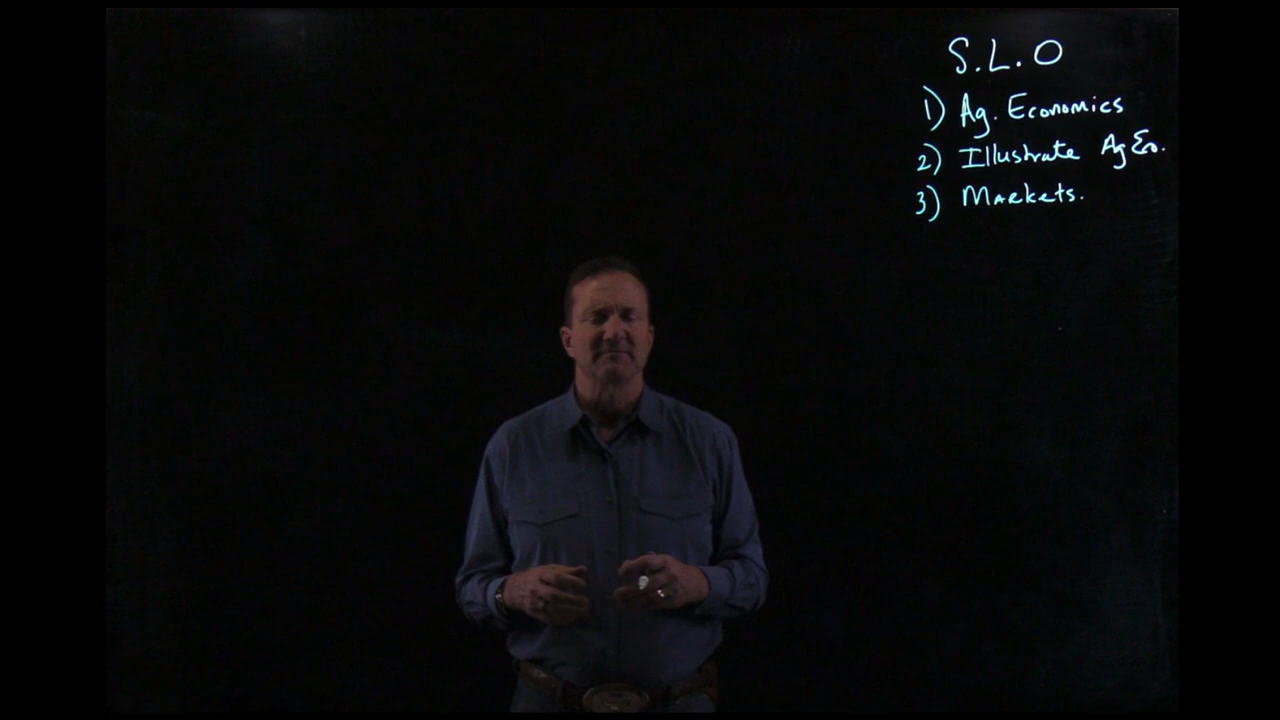 S.L.O
1) Ag. Economics
2) Illustrate Ag Eco.
3) Markets.